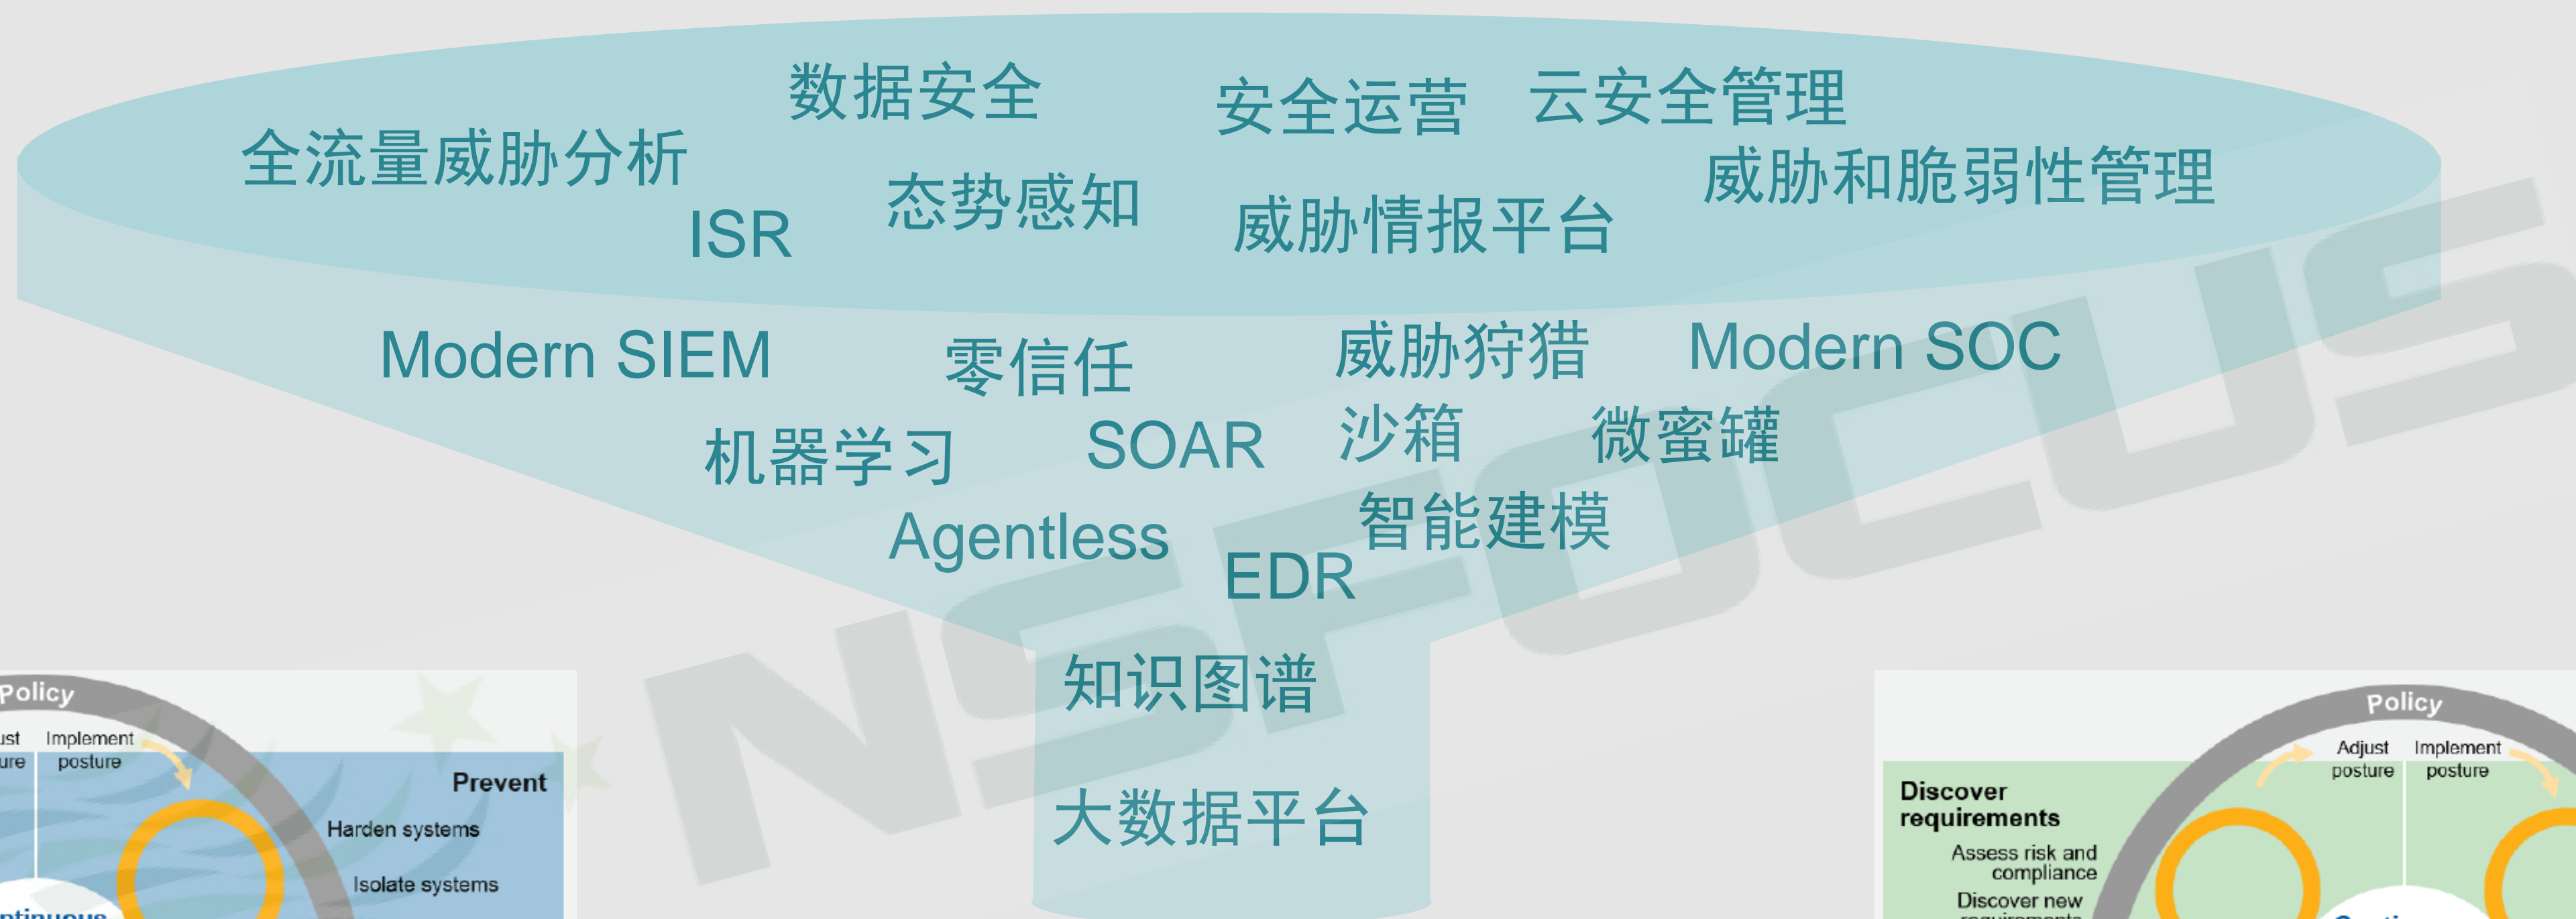 数据安全
安全运营
云安全管理
全流量威胁分析
态势感知
威胁和脆弱性管理
ISR
威胁情报平台
Modern SIEM
零信任
威胁狩猎
Modern SOC
机器学习
SOAR
沙箱
微蜜罐
Agentless
智能建模
EDR
知识图谱
大数据平台
NSFOCUS
Policy
Implement
posture
Prevent
Harden systems
Isolate systems
Policy
Adjust
posture
Implement
posture
Discover
requirements
Assess risk and
compliance
Discover new